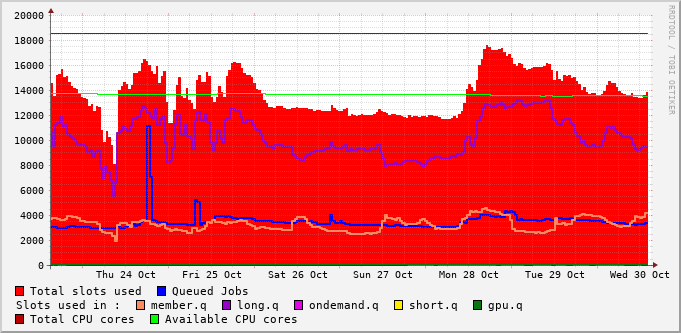 20000
18000
16000
14000
12000
10000
8000
6000
4000
2000
0
Thu 24 Oct Fri 25 Oct Sat 26 Oct Sun 27 Oct Mon 28 Oct Tue 29 Oct Wed 30 Oct
Total slots used Queued Jobs
Slots used in : member.q long.q ondemand.q short.q gpu.q
Total CPU cores Available CPU cores
RRDTOOL / TOBI OETIKER